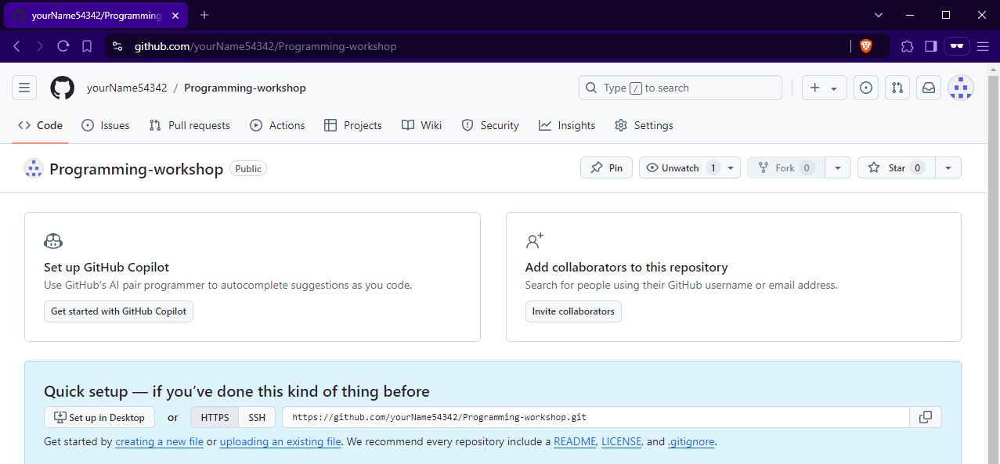 yourName54342/Programming
github.com/yourName54342/Programming-workshop
yourName54342 / Programming-workshop
Type / to search
Code Issues Pull requests Actions Projects Wiki Security Insights Settings
Programming-workshop Public
Pin Unwatch 1 Fork 0 Star 0
Set up GitHub Copilot
Use GitHub's AI pair programmer to autocomplete suggestions as you code.
Get started with GitHub Copilot
Add collaborators to this repository
Search for people using their GitHub username or email address.
Invite collaborators
Quick setup — if you’ve done this kind of thing before
Set up in Desktop or HTTPS SSH https://github.com/yourName54342/Programming-workshop.git
Get started by creating a new file or uploading an existing file. We recommend every repository include a README, LICENSE, and .gitignore.